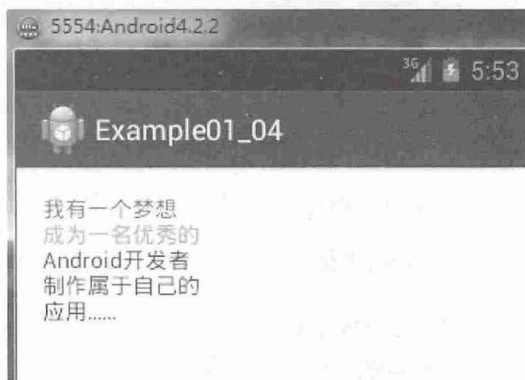 5554:Android4.2.2
3G 5:53
Example01_04
我有一个梦想
成为一名优秀的
Android开发者
制作属于自己的
应用……